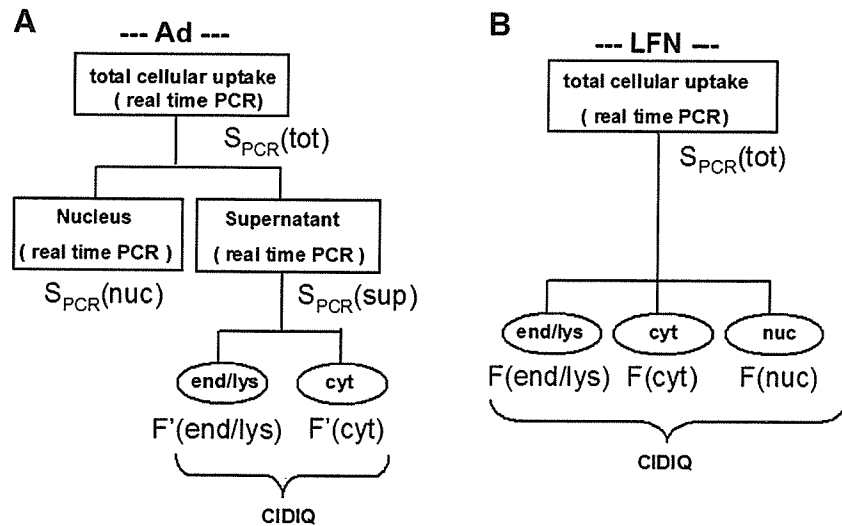 A
--- Ad ---
total cellular uptake
( real time PCR)
SPCR(tot)
Nucleus
( real time PCR )
SPCR(nuc)
Supernatant
( real time PCR )
SPCR(sup)
end/lys
cyt
F'(end/lys)
F'(cyt)
CIDIQ
B
--- LFN ---
total cellular uptake
( real time PCR)
SPCR(tot)
end/lys
cyt
nuc
F(end/lys)
F(cyt)
F(nuc)
CIDIQ